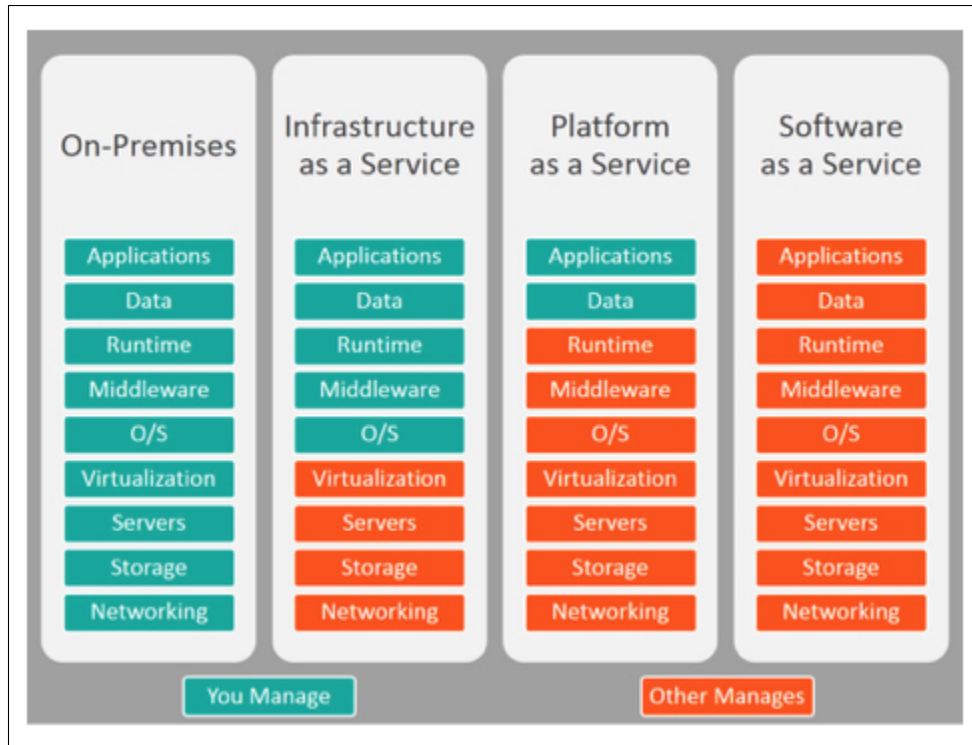 On-Premises
Applications
Data
Runtime
Middleware
O/S
Virtualization
Servers
Storage
Networking
Infrastructure
as a Service
Applications
Data
Runtime
Middleware
O/S
Virtualization
Servers
Storage
Networking
Platform
as a Service
Applications
Data
Runtime
Middleware
O/S
Virtualization
Servers
Storage
Networking
Software
as a Service
Applications
Data
Runtime
Middleware
O/S
Virtualization
Servers
Storage
Networking
You Manage
Other Manages